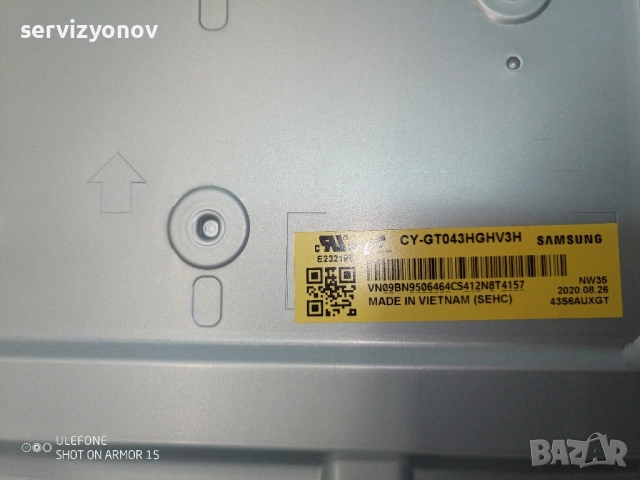 servizyonov
CY-GT043HGHV3H SAMSUNG
VN09BN9506464CS412N8T4157
MADE IN VIETNAM (SEHC)
NW35
2020.08.26
43S6AUXGT
ULEFONE
SHOT ON ARMOR 15
BAZAR